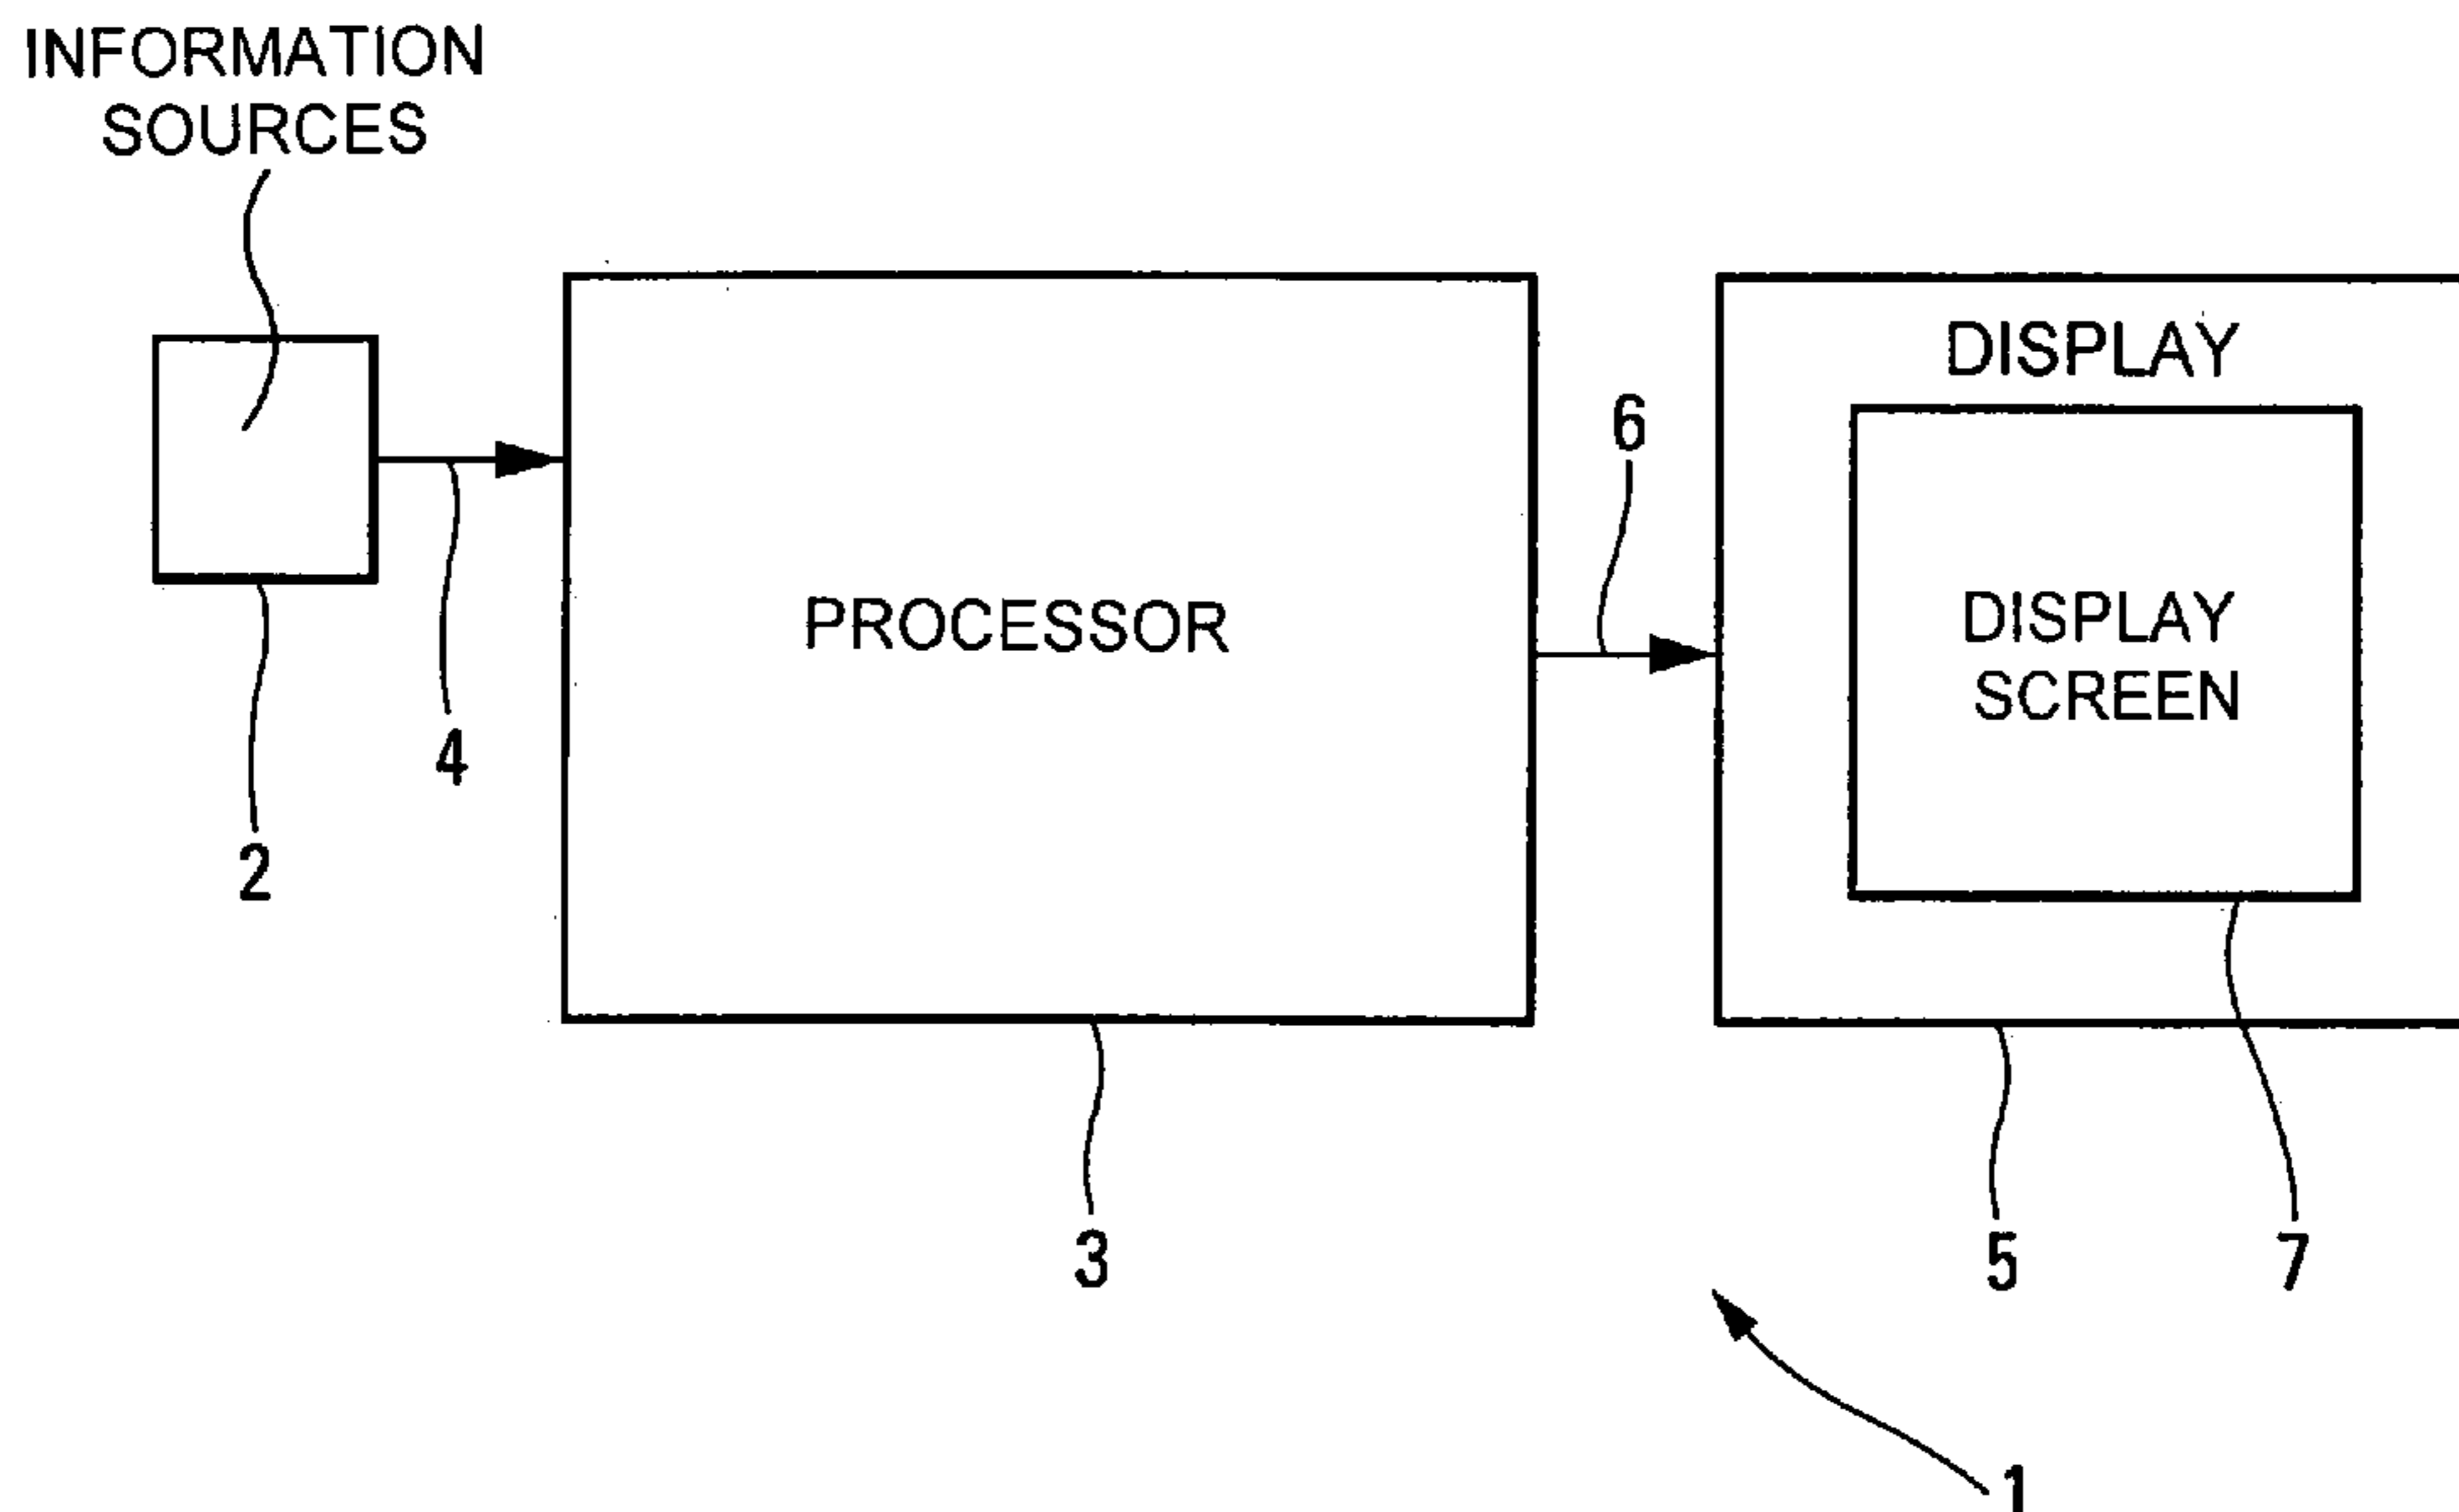 INFORMATION
SOURCES
DISPLAY
6
PROCESSOR
DISPLAY
SCREEN
4
2
3
5
7
1